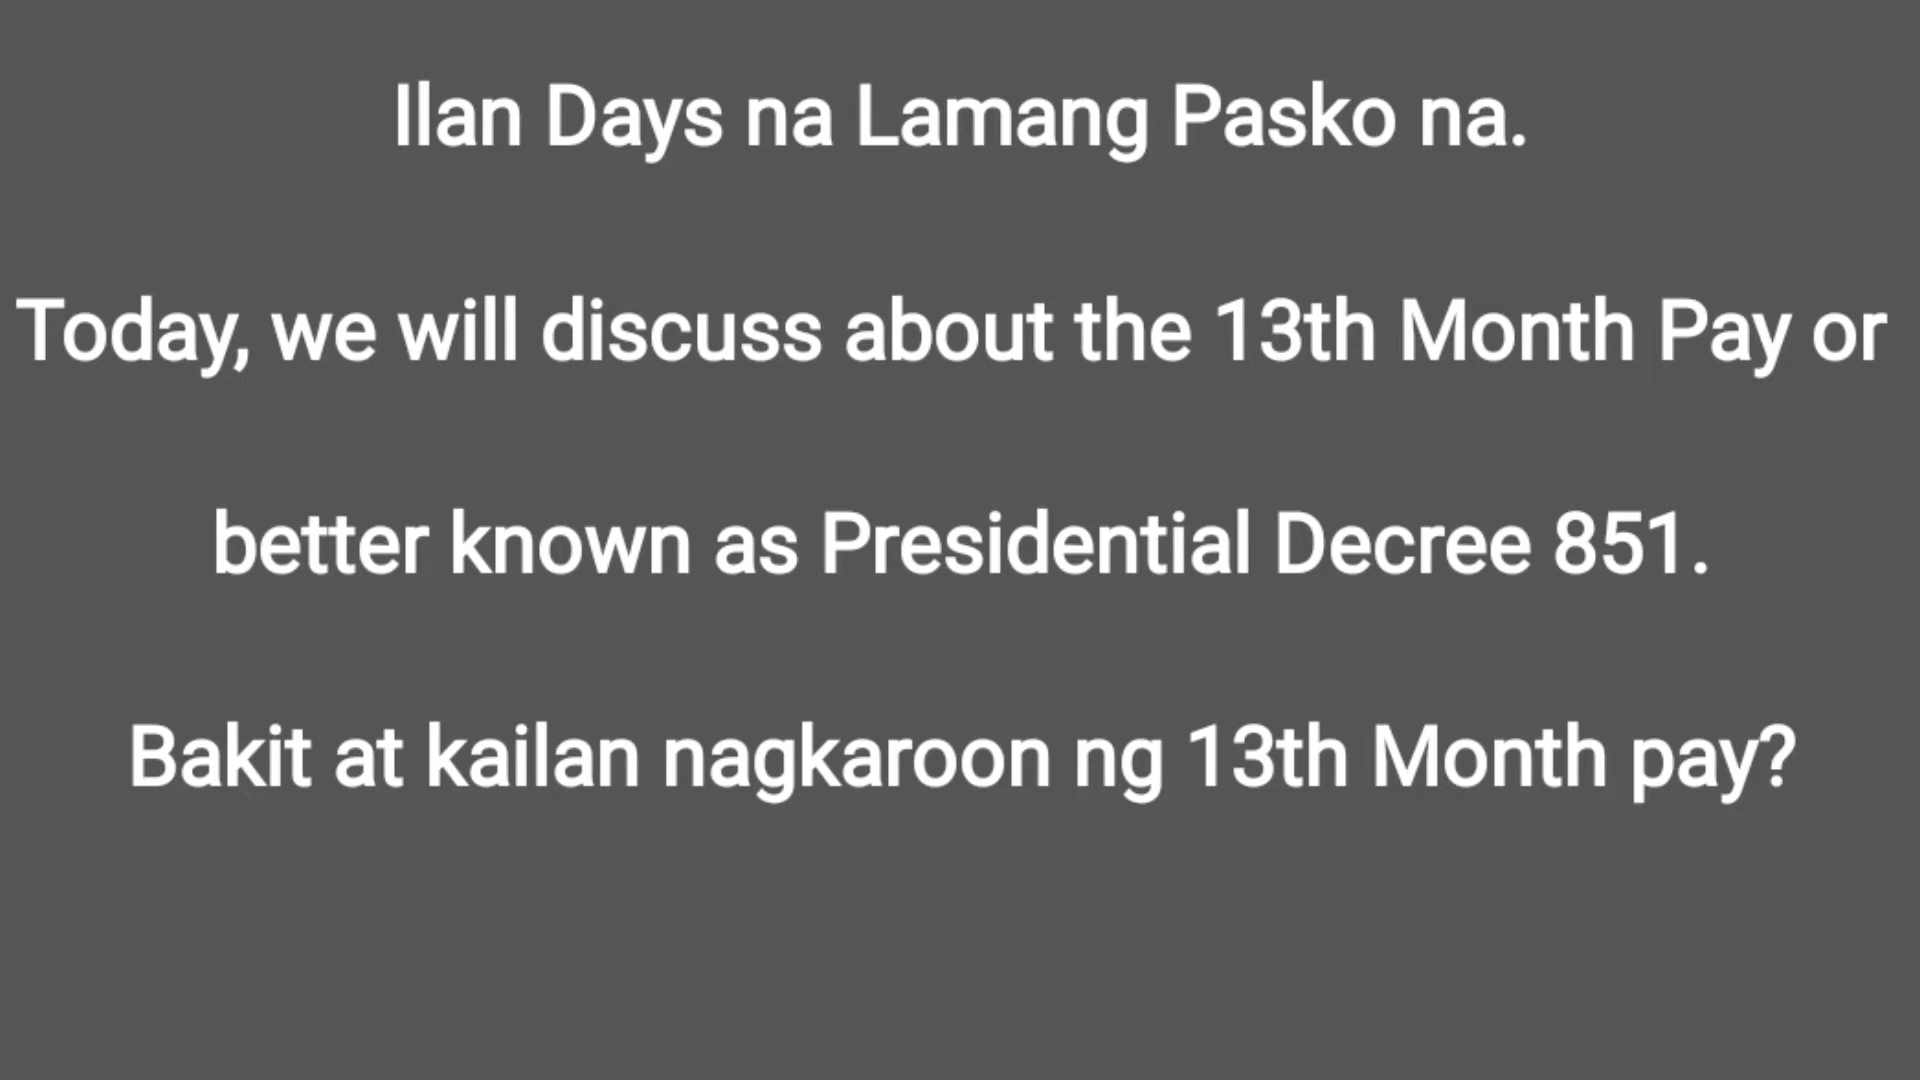 Ilan Days na Lamang Pasko na.
Today, we will discuss about the 13th Month Pay or
better known as Presidential Decree 851.
Bakit at kailan nagkaroon ng 13th Month pay?